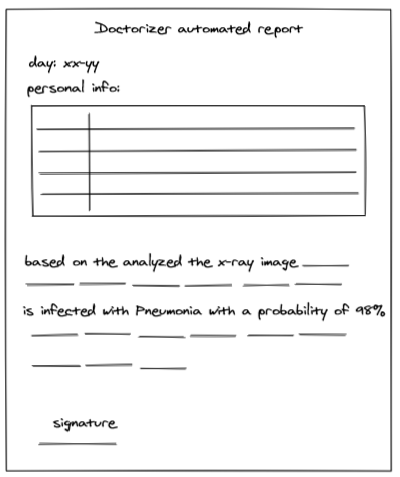 Doctorizer automated report
day: xx-yy
personal info:
based on the analyzed the x-ray image
is infected with Pneumonia with a probability of 98%
signature